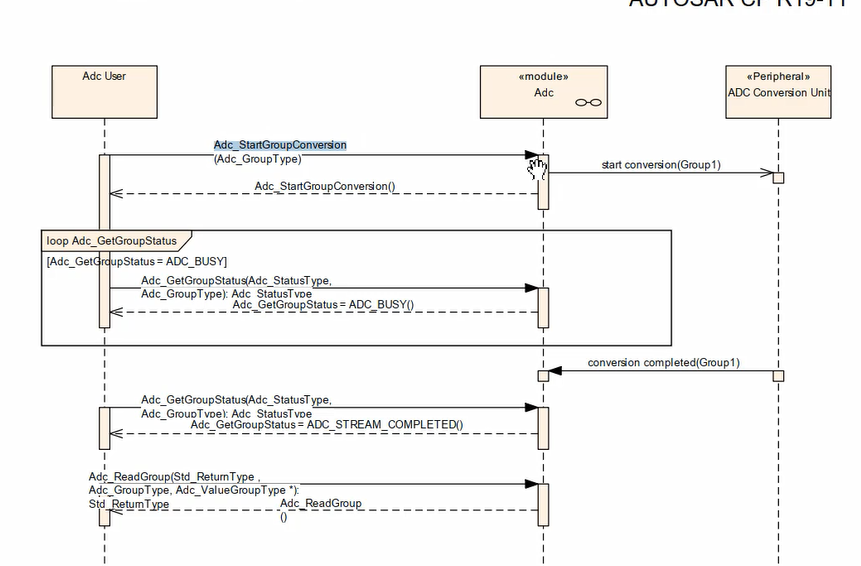 AUTOSAR CP R19-11
Adc User
«module»
Adc
«Peripheral»
ADC Conversion Unit
Adc_StartGroupConversion
(Adc_GroupType)
start conversion(Group1)
Adc_StartGroupConversion()
loop Adc_GetGroupStatus
[Adc_GetGroupStatus = ADC_BUSY]
Adc_GetGroupStatus(Adc_StatusType,
Adc_GroupType): Adc_StatusType
Adc_GetGroupStatus = ADC_BUSY()
conversion completed(Group1)
Adc_GetGroupStatus(Adc_StatusType,
Adc_GroupType): Adc_StatusType
Adc_GetGroupStatus = ADC_STREAM_COMPLETED()
Adc_ReadGroup(Std_ReturnType ,
Adc_GroupType, Adc_ValueGroupType *):
Std_ReturnType
Adc_ReadGroup
()